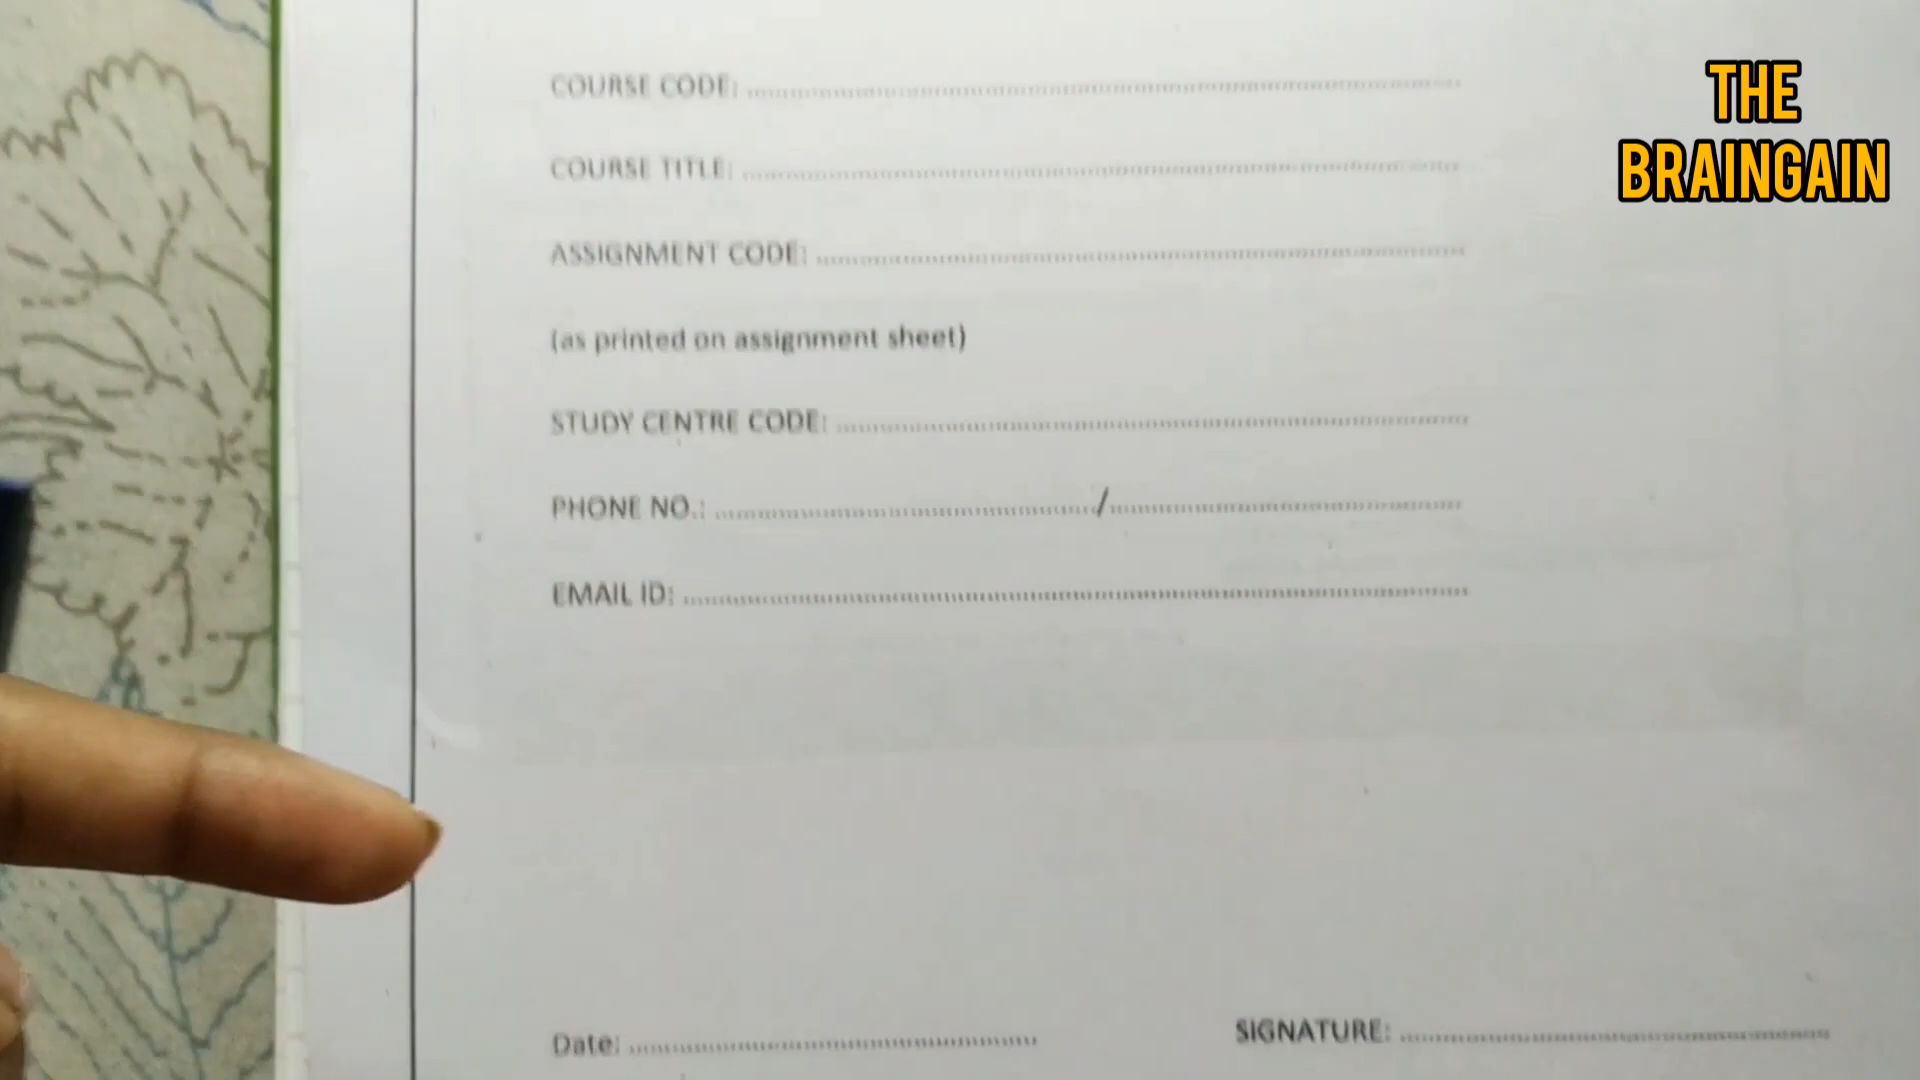 THE
BRAINGAIN
COURSE CODE: ..........
COURSE TITLE: ..........
ASSIGNMENT CODE: ..........
(as printed on assignment sheet)
STUDY CENTRE CODE: ..........
PHONE NO.: ........../..........
EMAIL ID: ..........
Date: .......... SIGNATURE: ..........